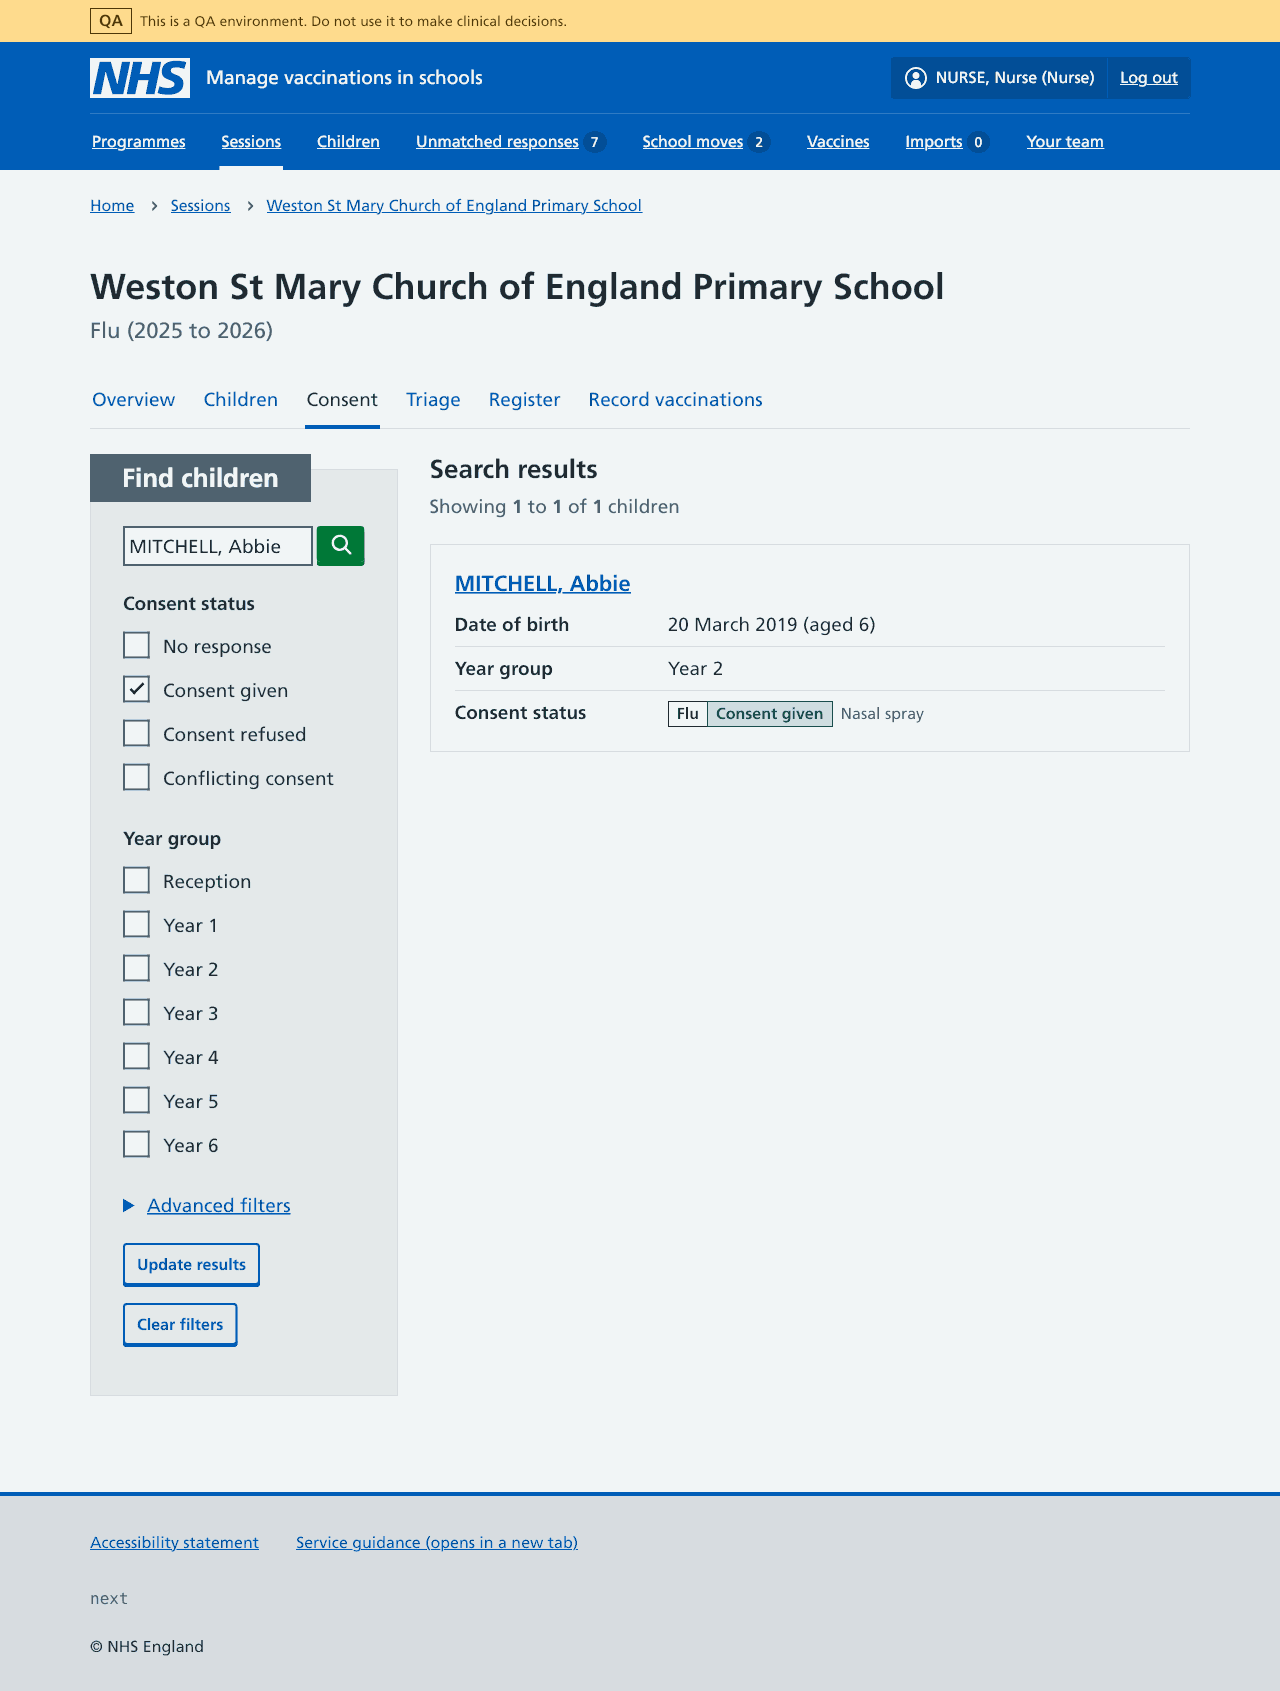 QA This is a QA environment. Do not use it to make clinical decisions.
NHS Manage vaccinations in schools NURSE, Nurse (Nurse) Log out
Programmes Sessions Children Unmatched responses 7 School moves 2 Vaccines Imports 0 Your team
Home Sessions Weston St Mary Church of England Primary School
Weston St Mary Church of England Primary School
Flu (2025 to 2026)
Overview Children Consent Triage Register Record vaccinations
Find children
MITCHELL, Abbie
Consent status
No response
Consent given
Consent refused
Conflicting consent
Year group
Reception
Year 1
Year 2
Year 3
Year 4
Year 5
Year 6
Advanced filters
Update results
Clear filters
Search results
Showing 1 to 1 of 1 children
MITCHELL, Abbie
Date of birth 20 March 2019 (aged 6)
Year group Year 2
Consent status Flu Consent given Nasal spray
Accessibility statement Service guidance (opens in a new tab)
next
© NHS England